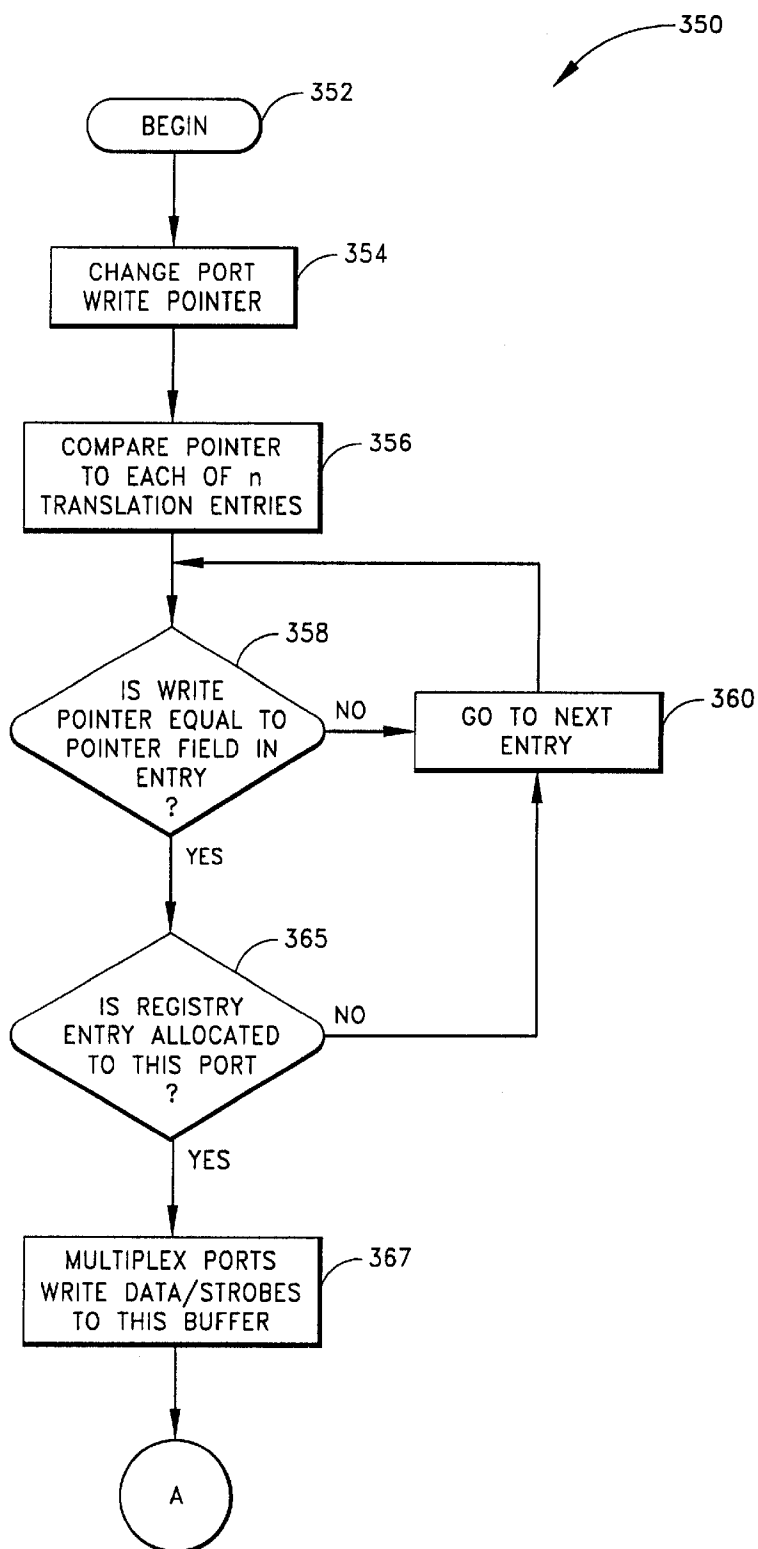 350
352
BEGIN
354
CHANGE PORT
WRITE POINTER
356
COMPARE POINTER
TO EACH OF n
TRANSLATION ENTRIES
358
IS WRITE
POINTER EQUAL TO
POINTER FIELD IN
ENTRY
?
NO
360
GO TO NEXT
ENTRY
YES
365
IS REGISTRY
ENTRY ALLOCATED
TO THIS PORT
?
NO
YES
367
MULTIPLEX PORTS
WRITE DATA/STROBES
TO THIS BUFFER
A